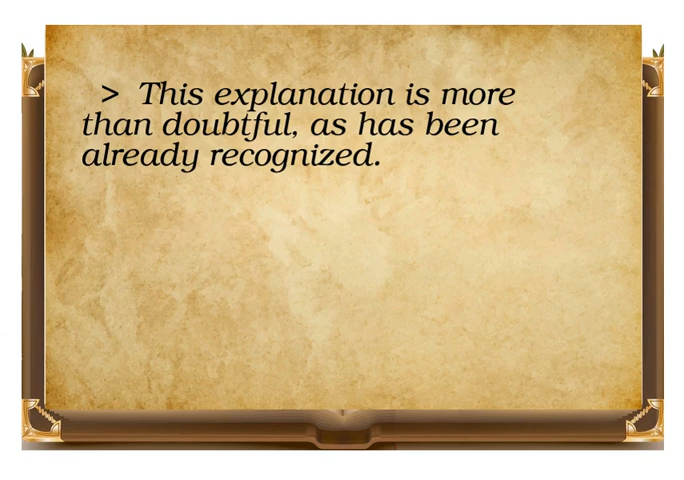 > This explanation is more
than doubtful, as has been
already recognized.